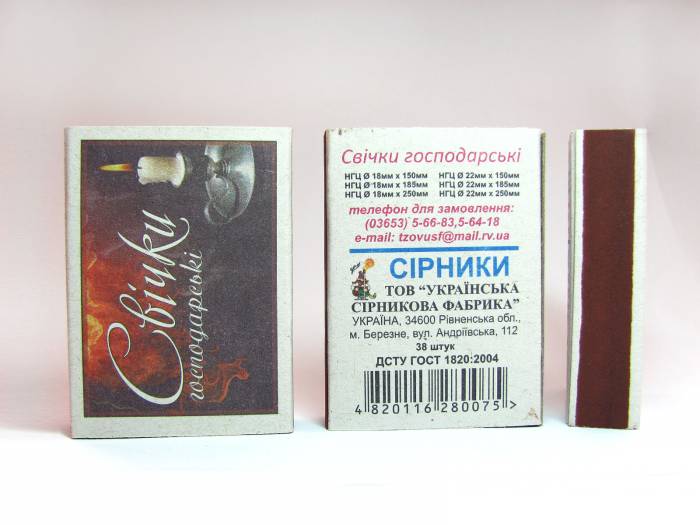 Свічки
господарські
Свічки господарські
НГЦ Ø 18мм х 150мм НГЦ Ø 22мм х 150мм
НГЦ Ø 18мм х 185мм НГЦ Ø 22мм х 185мм
НГЦ Ø 18мм х 250мм НГЦ Ø 22мм х 250мм
телефон для замовлення:
(03653) 5-66-83,5-64-18
e-mail: tzovusf@mail.rv.ua
СІРНИКИ
ТОВ "УКРАЇНСЬКА
СІРНИКОВА ФАБРИКА"
УКРАЇНА, 34600 Рівненська обл.,
м. Березне, вул. Андріївська, 112
38 штук
ДСТУ ГОСТ 1820:2004
4 820116 280075 >